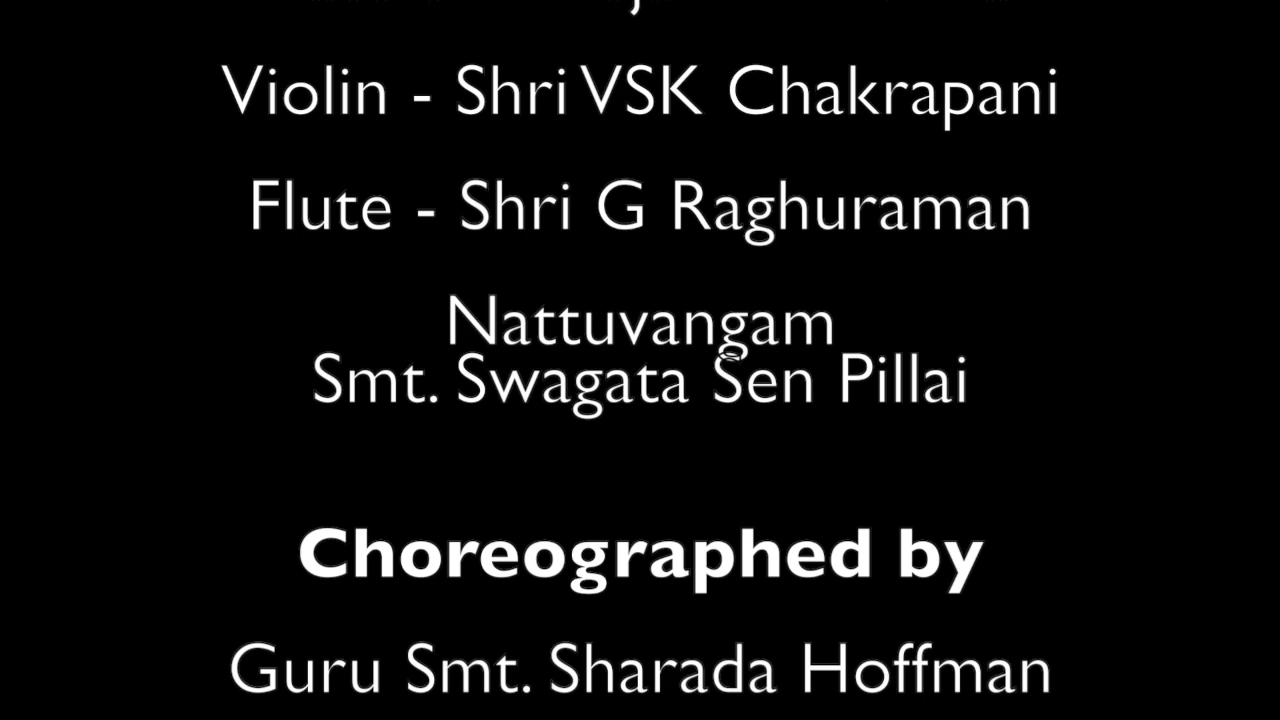 Violin - Shri VSK Chakrapani
Flute - Shri G Raghuraman
Nattuvangam
Smt. Swagata Sen Pillai
Choreographed by
Guru Smt. Sharada Hoffman